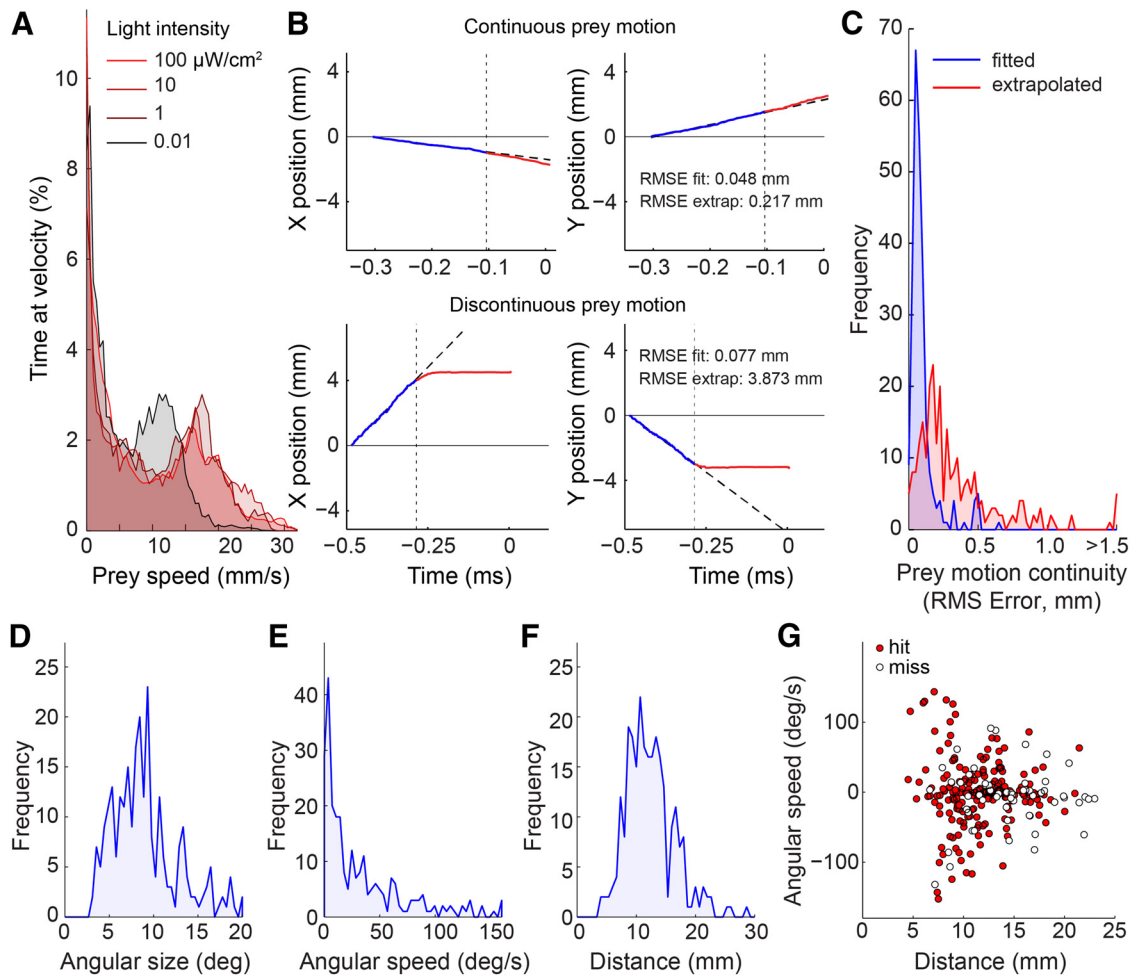 A
Light intensity
100 µW/cm²
10
1
0.01
Time at velocity (%)
10
8
6
4
2
0
0
10
20
30
Prey speed (mm/s)
B
Continuous prey motion
X position (mm)
4
0
−4
−0.3
−0.2
−0.1
0
Y position (mm)
4
0
−4
RMSE fit: 0.048 mm
RMSE extrap: 0.217 mm
−0.3
−0.2
−0.1
0
Discontinuous prey motion
X position (mm)
4
0
−4
−0.5
−0.25
0
Time (ms)
Y position (mm)
4
0
−4
RMSE fit: 0.077 mm
RMSE extrap: 3.873 mm
−0.5
−0.25
0
Time (ms)
C
fitted
extrapolated
Frequency
70
60
50
40
30
20
10
0
0
0.5
1.0
>1.5
Prey motion continuity
(RMS Error, mm)
D
Frequency
25
20
15
10
5
0
0
5
10
15
20
Angular size (deg)
E
Frequency
40
30
20
10
0
0
50
100
150
Angular speed (deg/s)
F
Frequency
25
20
15
10
5
0
0
10
20
30
Distance (mm)
G
hit
miss
Angular speed (deg/s)
100
0
−100
0
5
10
15
20
25
Distance (mm)